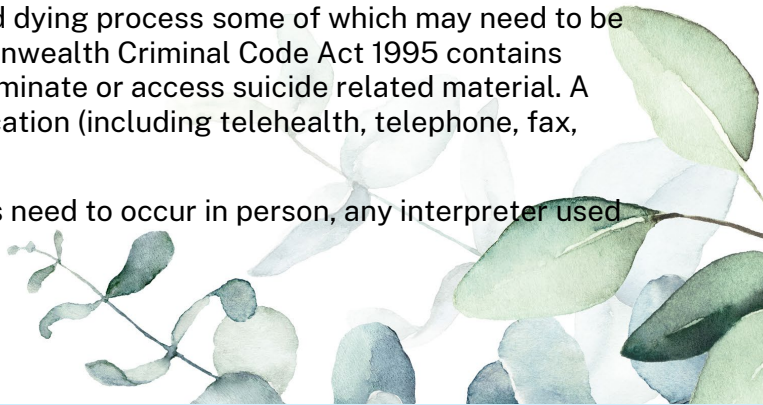 d dying process some of which may need to be
nwealth Criminal Code Act 1995 contains
minate or access suicide related material. A
cation (including telehealth, telephone, fax,
s need to occur in person, any interpreter used